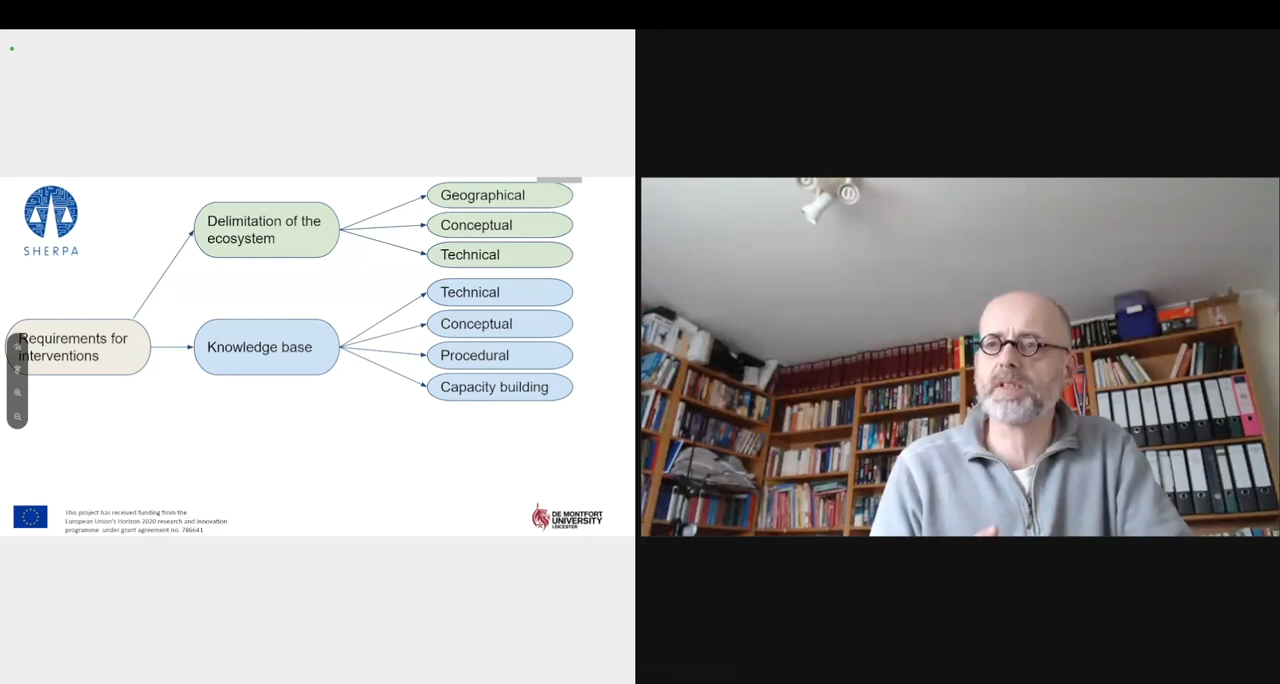 SHERPA
Requirements for
interventions
Delimitation of the
ecosystem
Geographical
Conceptual
Technical
Knowledge base
Technical
Conceptual
Procedural
Capacity building
This project has received funding from the
European Union's Horizon 2020 research and innovation
programme under grant agreement no. 786641
DE MONTFORT
UNIVERSITY
LEICESTER